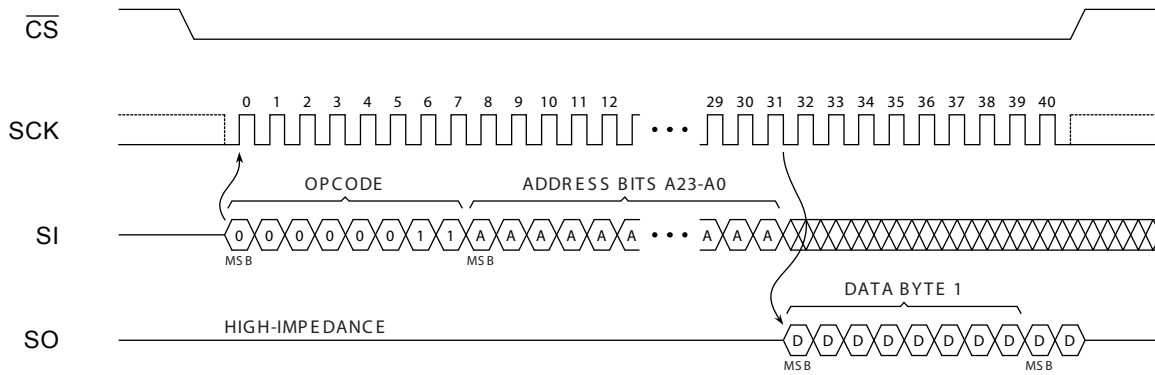 CS
0 1 2 3 4 5 6 7 8 9 10 11 12 29 30 31 32 33 34 35 36 37 38 39 40
SCK
OPCODE ADDRESS BITS A23-A0
SI 0 0 0 0 0 0 1 1 A A A A A A A A A
MSB MSB
DATA BYTE 1
HIGH-IMPEDANCE
SO D D D D D D D D D D
MSB MSB